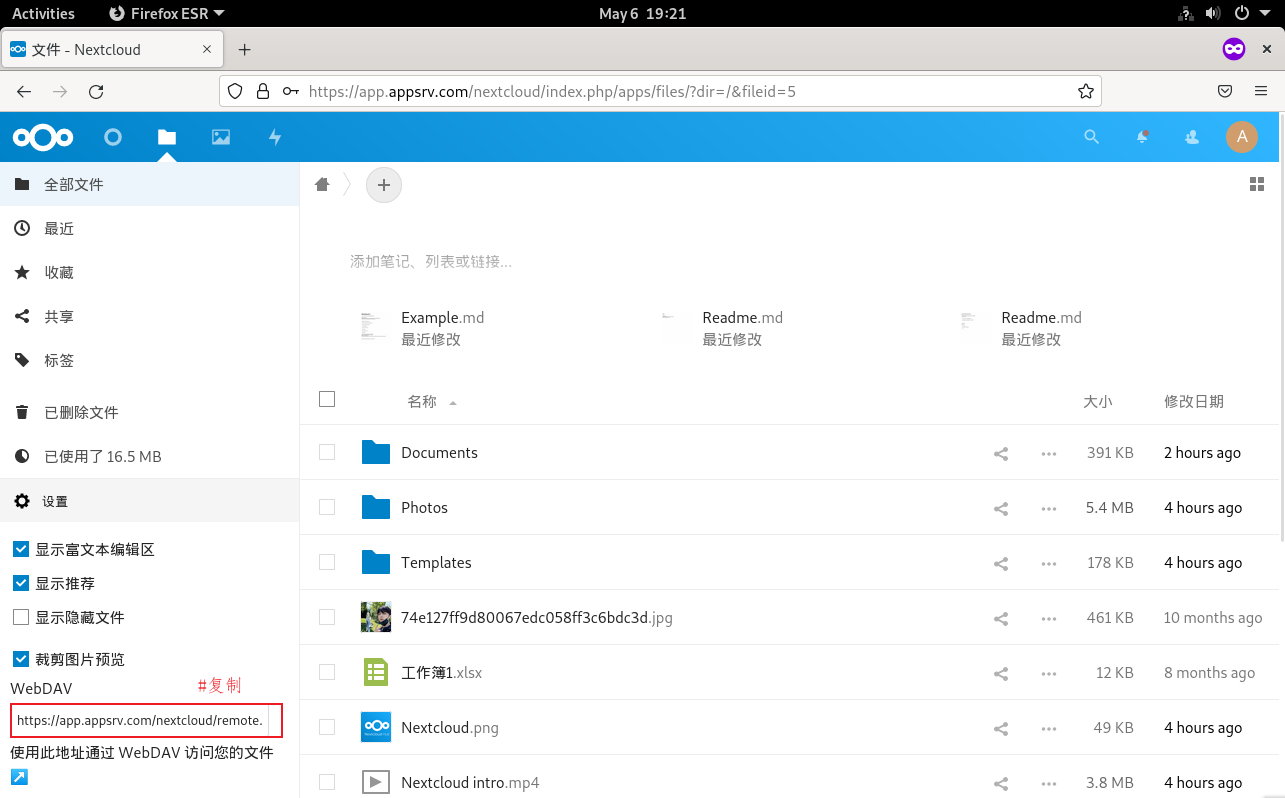 Activities Firefox ESR May 6 19:21
文件 - Nextcloud
https://app.appsrv.com/nextcloud/index.php/apps/files/?dir=/&fileid=5
A
全部文件
最近
收藏
共享
标签
已删除文件
已使用了 16.5 MB
设置
显示富文本编辑区
显示推荐
显示隐藏文件
裁剪图片预览
WebDAV #复制
https://app.appsrv.com/nextcloud/remote.
使用此地址通过 WebDAV 访问您的文件
添加笔记、列表或链接...
Example.md Readme.md Readme.md
最近修改 最近修改 最近修改
名称 大小 修改日期
Documents 391 KB 2 hours ago
Photos 5.4 MB 4 hours ago
Templates 178 KB 4 hours ago
74e127ff9d80067edc058ff3c6bdc3d.jpg 461 KB 10 months ago
工作簿1.xlsx 12 KB 8 months ago
Nextcloud.png 49 KB 4 hours ago
Nextcloud intro.mp4 3.8 MB 4 hours ago